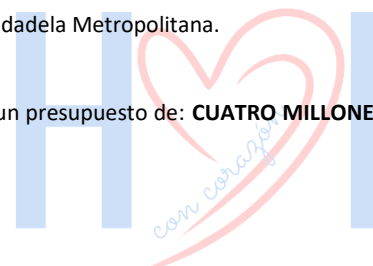 dadela Metropolitana.
un presupuesto de: CUATRO MILLONE
H
con corazón